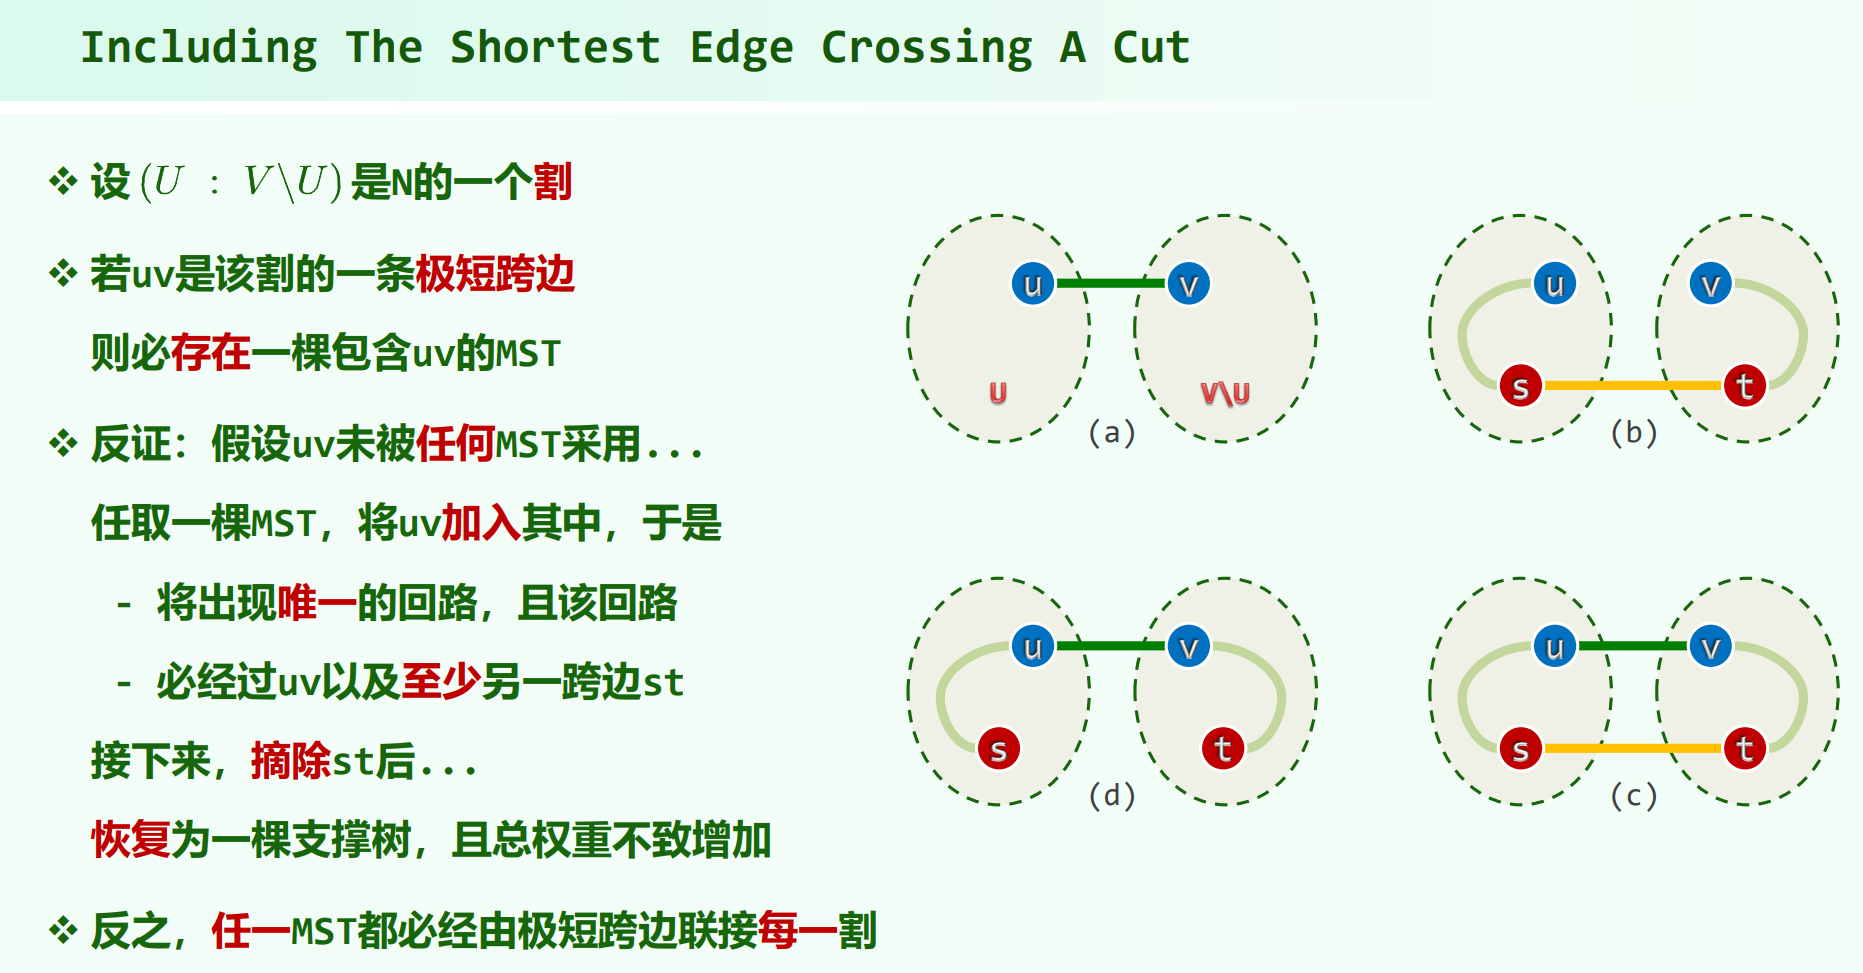 Including The Shortest Edge Crossing A Cut
❖ 设(U : V\U)是N的一个割
❖ 若uv是该割的一条极短跨边
则必存在一棵包含uv的MST
❖ 反证：假设uv未被任何MST采用...
任取一棵MST，将uv加入其中，于是
- 将出现唯一的回路，且该回路
- 必经过uv以及至少另一跨边st
接下来，摘除st后...
恢复为一棵支撑树，且总权重不致增加
❖ 反之，任一MST都必经由极短跨边联接每一割
u v
U V\U
(a)
u v
s t
(b)
u v
s t
(d)
u v
s t
(c)